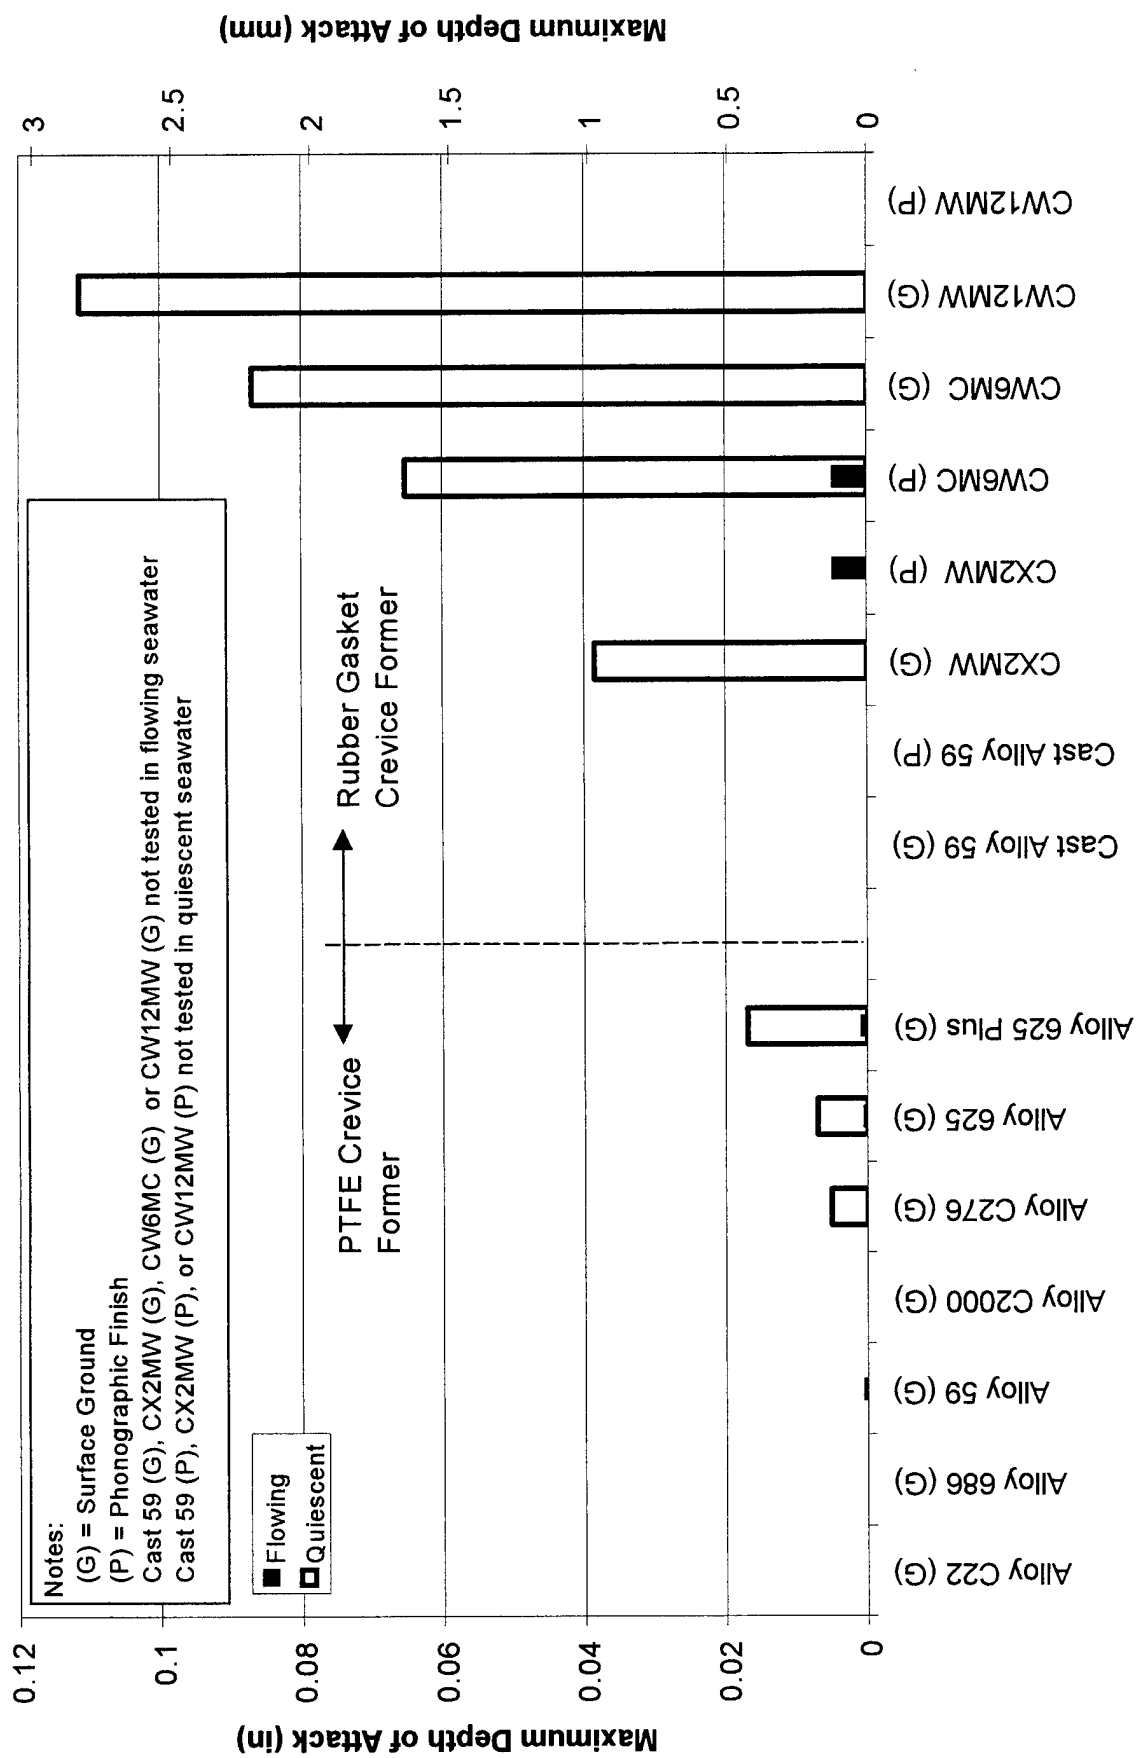 Maximum Depth of Attack (in)
0.12
0.1
0.08
0.06
0.04
0.02
0
Notes:
(G) = Surface Ground
(P) = Phonographic Finish
Cast 59 (G), CX2MW (G), CW6MC (G) or CW12MW (G) not tested in flowing seawater
Cast 59 (P), CX2MW (P), or CW12MW (P) not tested in quiescent seawater
Flowing
Quiescent
PTFE Crevice
Former
Rubber Gasket
Crevice Former
Alloy C22 (G)
Alloy 686 (G)
Alloy 59 (G)
Alloy C2000 (G)
Alloy C276 (G)
Alloy 625 (G)
Alloy 625 Plus (G)
Cast Alloy 59 (G)
Cast Alloy 59 (P)
CX2MW (G)
CX2MW (P)
CW6MC (P)
CW6MC (G)
CW12MW (G)
CW12MW (P)
3
2.5
2
1.5
1
0.5
0
Maximum Depth of Attack (mm)